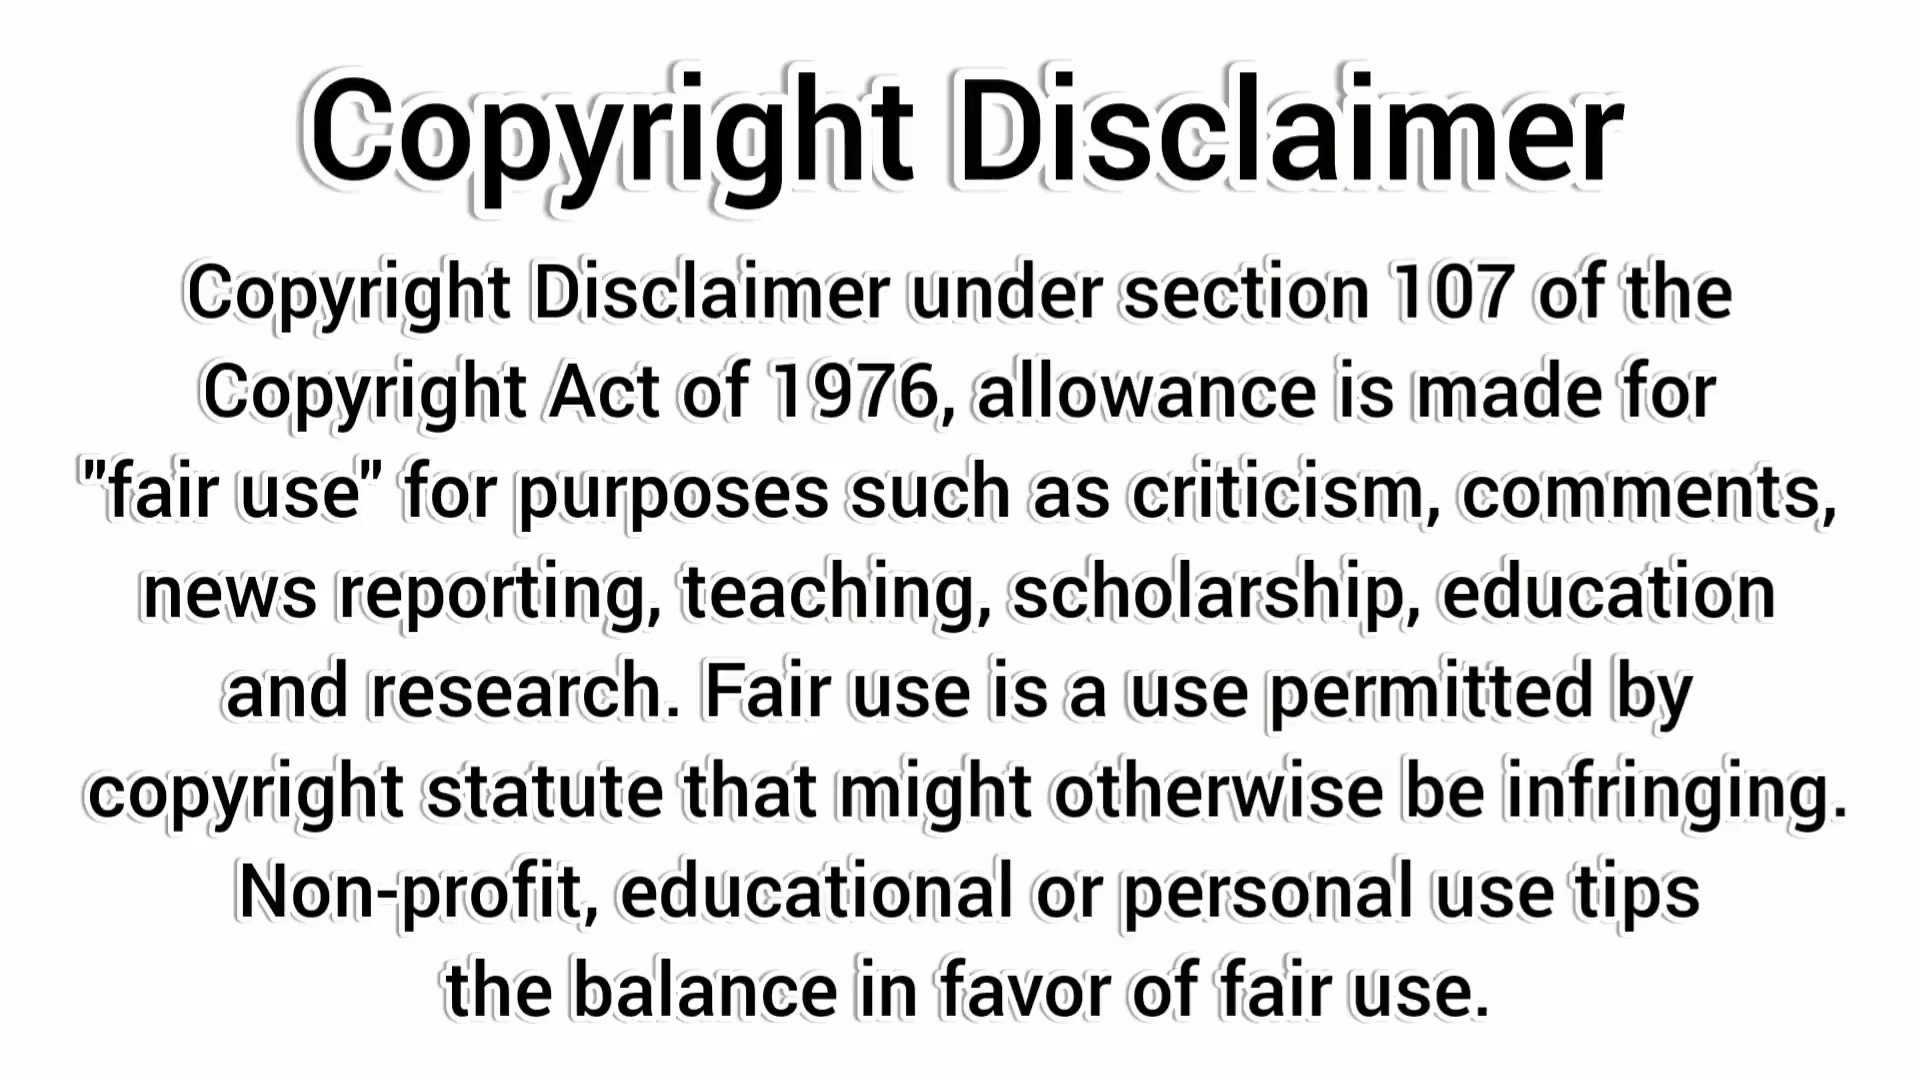 Copyright Disclaimer
Copyright Disclaimer under section 107 of the
Copyright Act of 1976, allowance is made for
"fair use" for purposes such as criticism, comments,
news reporting, teaching, scholarship, education
and research. Fair use is a use permitted by
copyright statute that might otherwise be infringing.
Non-profit, educational or personal use tips
the balance in favor of fair use.